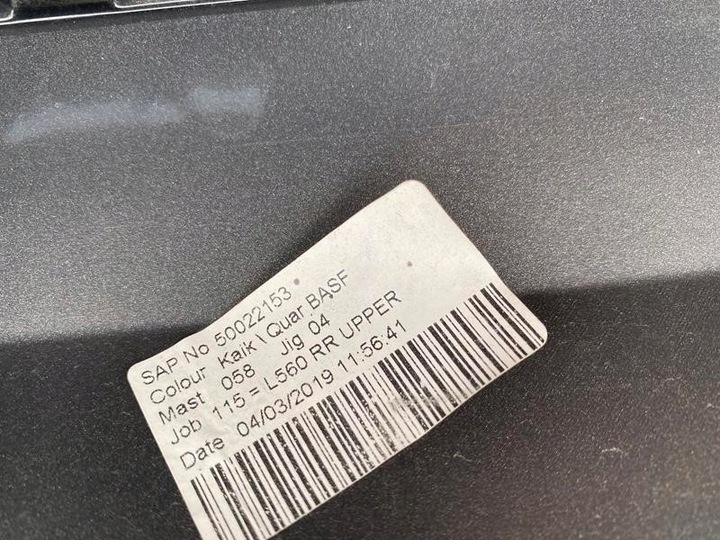 SAP No 50022153
Colour Kaik \ Quar BASF
Mast 058 Jig 04
Job 115 = L560 RR UPPER
Date 04/03/2019 11:56:41